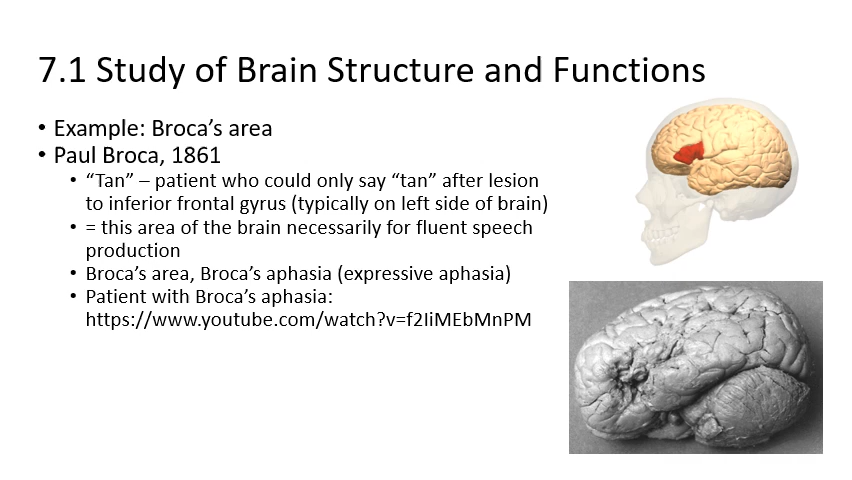 7.1 Study of Brain Structure and Functions
• Example: Broca’s area
• Paul Broca, 1861
• “Tan” – patient who could only say “tan” after lesion
to inferior frontal gyrus (typically on left side of brain)
• = this area of the brain necessarily for fluent speech
production
• Broca’s area, Broca’s aphasia (expressive aphasia)
• Patient with Broca’s aphasia:
https://www.youtube.com/watch?v=f2IiMEbMnPM